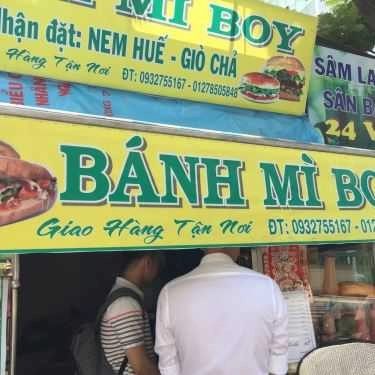 MÌ BOY
Nhận đặt: NEM HUẾ - GIÒ CHẢ
Hàng Tận Nơi ĐT: 0932755167 - 01278505848
SÂM LA
SÂN B
24 V
BÁNH MÌ BO
Giao Hàng Tận Nơi ĐT: 0932755167 - 012